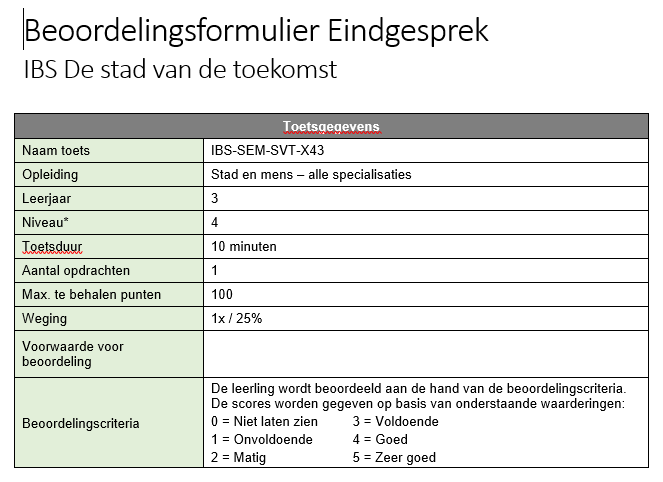 Beoordelingsformulier Eindgesprek
IBS De stad van de toekomst
Toetsgegevens
Naam toets IBS-SEM-SVT-X43
Opleiding Stad en mens – alle specialisaties
Leerjaar 3
Niveau* 4
Toetsduur 10 minuten
Aantal opdrachten 1
Max. te behalen punten 100
Weging 1x / 25%
Voorwaarde voor
beoordeling
Beoordelingscriteria
De leerling wordt beoordeeld aan de hand van de beoordelingscriteria.
De scores worden gegeven op basis van onderstaande waarderingen:
0 = Niet laten zien 3 = Voldoende
1 = Onvoldoende 4 = Goed
2 = Matig 5 = Zeer goed